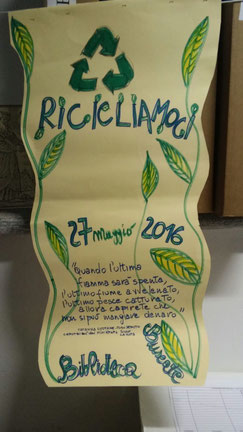 RiCiCLiAMOCi
27 Maggio 2016
"Quando l'ultima
fiamma sarà spenta,
l'ultimo fiume avvelenato,
l'ultimo pesce catturato,
allora capirete che
non si può mangiare denaro"
Biblioteca